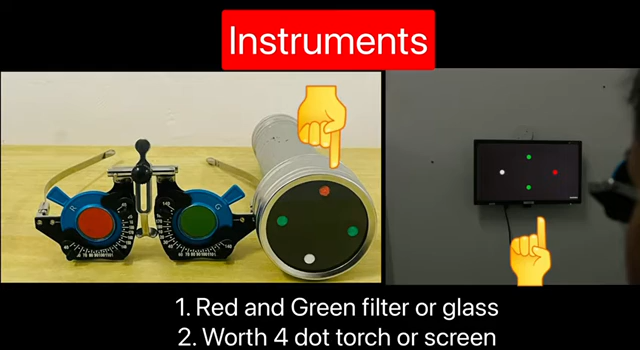 Instruments
R
G
1. Red and Green filter or glass
2. Worth 4 dot torch or screen